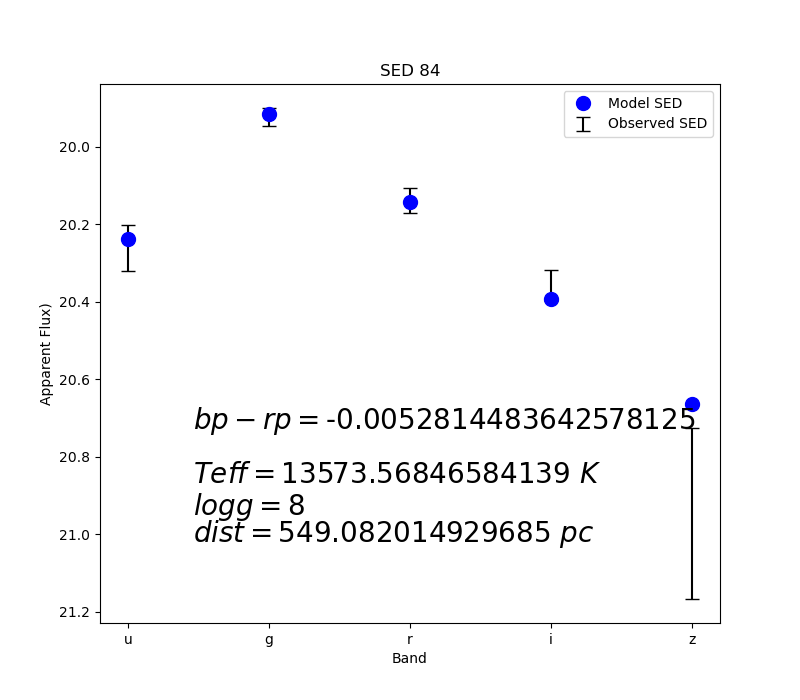 SED 84
Model SED
Observed SED
Apparent Flux)
20.0
20.2
20.4
20.6
20.8
21.0
21.2
bp − rp = -0.0052814483642578125
Teff = 13573.56846584139 K
logg = 8
dist = 549.082014929685 pc
u g r i z
Band